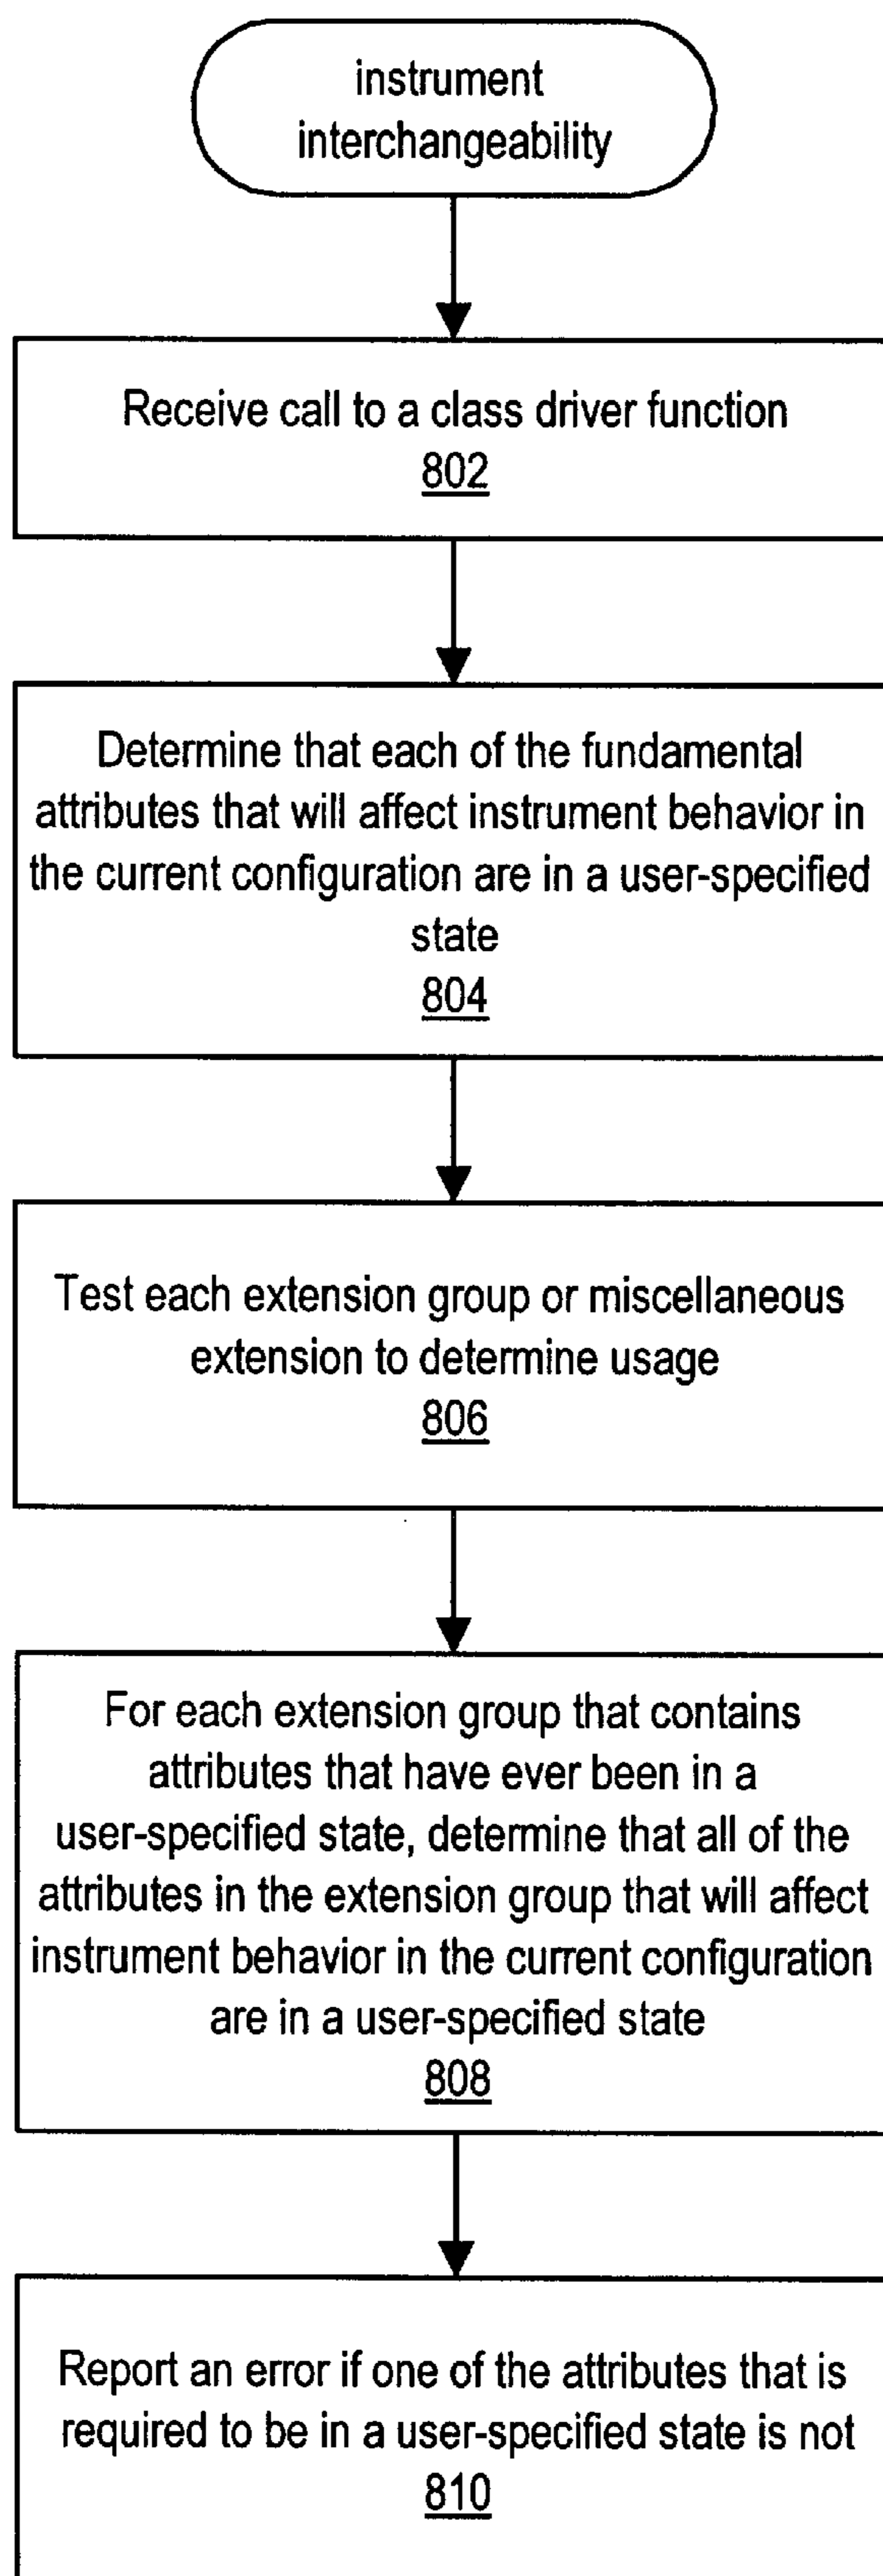 instrument
interchangeability
Receive call to a class driver function
802
Determine that each of the fundamental
attributes that will affect instrument behavior in
the current configuration are in a user-specified
state
804
Test each extension group or miscellaneous
extension to determine usage
806
For each extension group that contains
attributes that have ever been in a
user-specified state, determine that all of the
attributes in the extension group that will affect
instrument behavior in the current configuration
are in a user-specified state
808
Report an error if one of the attributes that is
required to be in a user-specified state is not
810